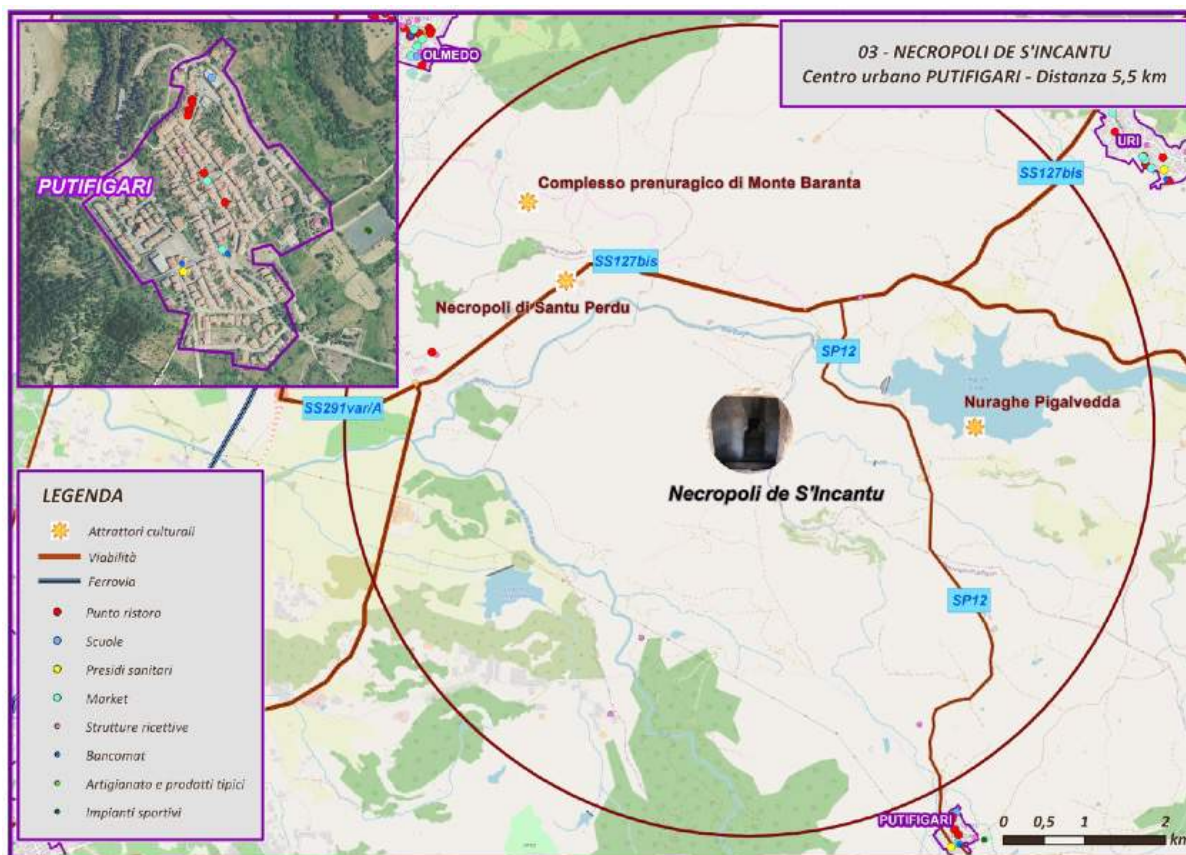 03 - NECROPOLI DE S'INCANTU
Centro urbano PUTIFIGARI - Distanza 5,5 km
OLMEDO
URI
PUTIFIGARI
SS127bis
Complesso prenuragico di Monte Baranta
SS127bis
Necropoli di Santu Perdu
SP12
SS291var/A
Nuraghe Pigalvedda
Necropoli de S'Incantu
SP12
LEGENDA
Attrattori culturali
Viabilità
Ferrovia
Punto ristoro
Scuole
Presidi sanitari
Market
Strutture ricettive
Bancomat
Artigianato e prodotti tipici
Impianti sportivi
PUTIFIGARI
0 0,5 1 2
km